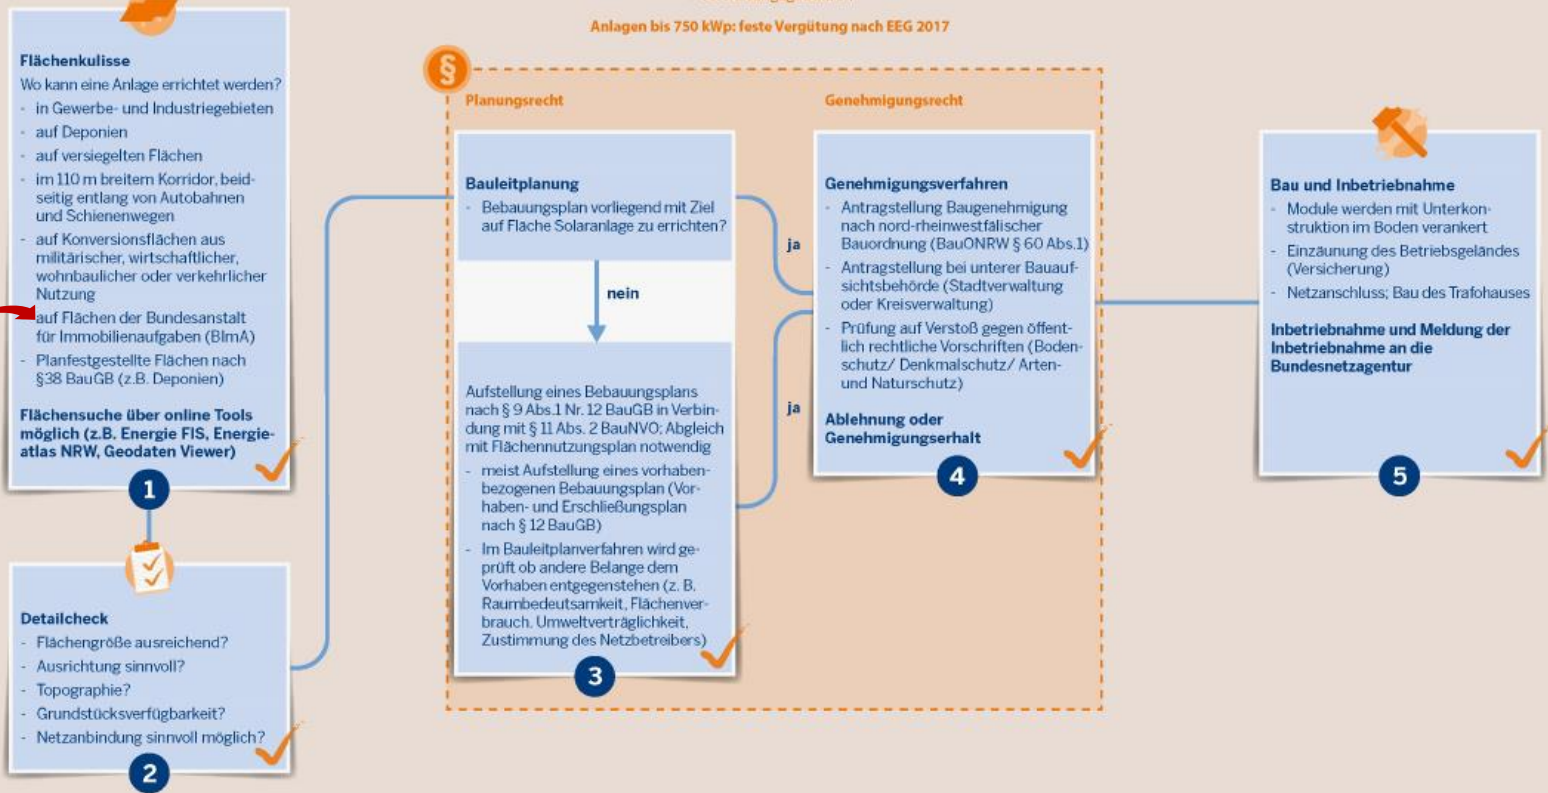 Anlagen bis 750 kWp: feste Vergütung nach EEG 2017
Flächenkulisse
Wo kann eine Anlage errichtet werden?
- in Gewerbe- und Industriegebieten
- auf Deponien
- auf versiegelten Flächen
- im 110 m breitem Korridor, beid-
seitig entlang von Autobahnen
und Schienenwegen
- auf Konversionsflächen aus
militärischer, wirtschaftlicher,
wohnbaulicher oder verkehrlicher
Nutzung
auf Flächen der Bundesanstalt
für Immobilienaufgaben (BImA)
- Planfestgestellte Flächen nach
§38 BauGB (z.B. Deponien)
Flächensuche über online Tools
möglich (z.B. Energie FIS, Energie-
atlas NRW, Geodaten Viewer)
1
Detailcheck
- Flächengröße ausreichend?
- Ausrichtung sinnvoll?
- Topographie?
- Grundstücksverfügbarkeit?
- Netzanbindung sinnvoll möglich?
2
§
Planungsrecht
Bauleitplanung
- Bebauungsplan vorliegend mit Ziel
auf Fläche Solaranlage zu errichten?
nein
Aufstellung eines Bebauungsplans
nach § 9 Abs.1 Nr. 12 BauGB in Verbin-
dung mit § 11 Abs. 2 BauNVO; Abgleich
mit Flächennutzungsplan notwendig
- meist Aufstellung eines vorhaben-
bezogenen Bebauungsplan (Vor-
haben- und Erschließungsplan
nach § 12 BauGB)
- Im Bauleitplanverfahren wird ge-
prüft ob andere Belange dem
Vorhaben entgegenstehen (z. B.
Raumbedeutsamkeit, Flächenver-
brauch. Umweltverträglichkeit,
Zustimmung des Netzbetreibers)
3
ja
ja
Genehmigungsrecht
Genehmigungsverfahren
- Antragstellung Baugenehmigung
nach nord-rheinwestfälischer
Bauordnung (BauONRW § 60 Abs.1)
- Antragstellung bei unterer Bauauf-
sichtsbehörde (Stadtverwaltung
oder Kreisverwaltung)
- Prüfung auf Verstoß gegen öffent-
lich rechtliche Vorschriften (Boden-
schutz/ Denkmalschutz/ Arten-
und Naturschutz)
Ablehnung oder
Genehmigungserhalt
4
Bau und Inbetriebnahme
- Module werden mit Unterkon-
struktion im Boden verankert
- Einzäunung des Betriebsgeländes
(Versicherung)
- Netzanschluss; Bau des Trafohauses
Inbetriebnahme und Meldung der
Inbetriebnahme an die
Bundesnetzagentur
5